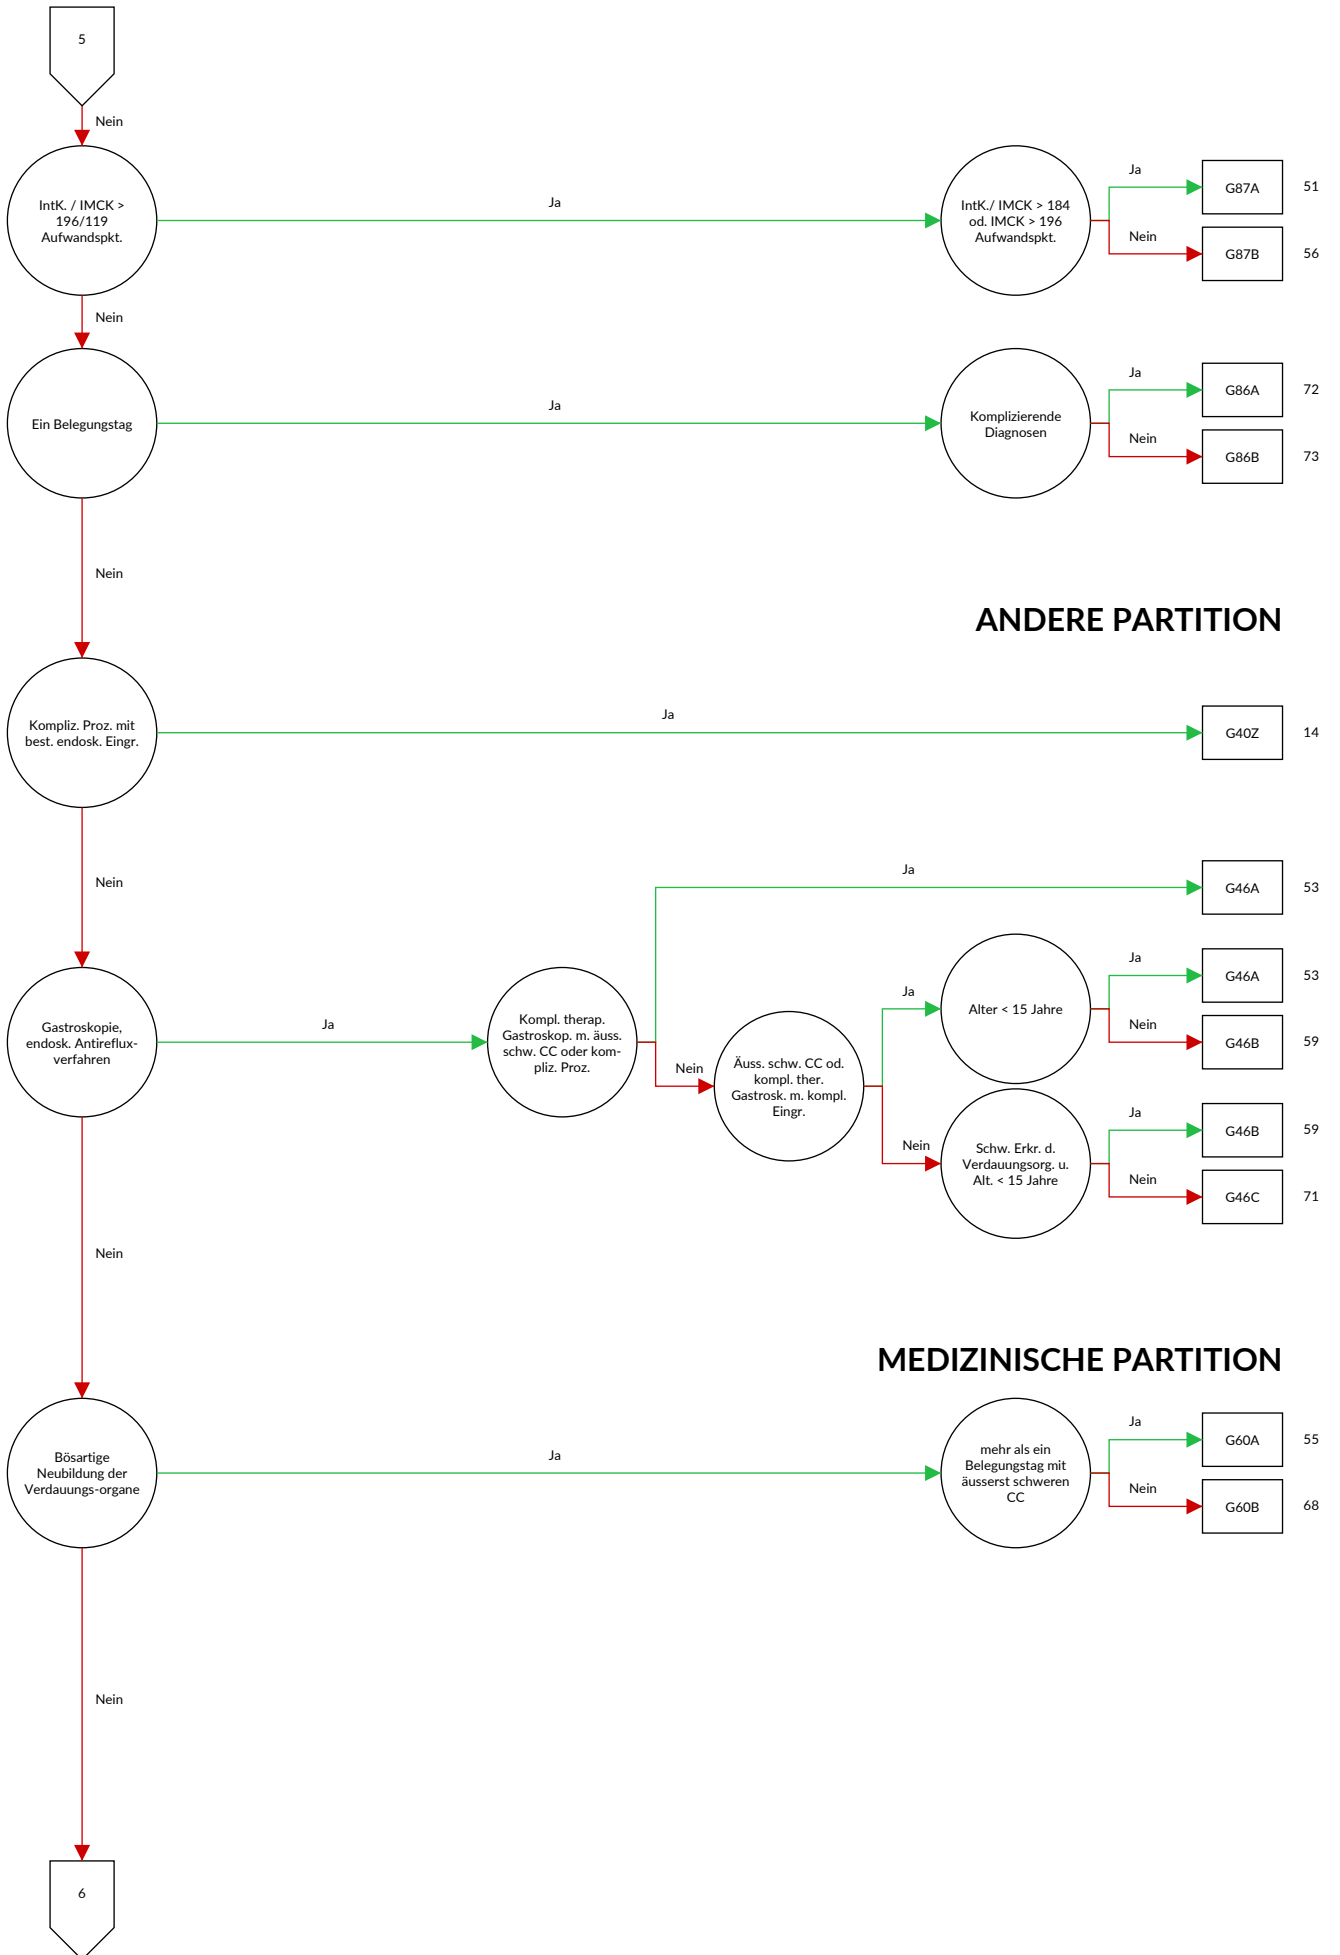 5
Nein
IntK. / IMCK >
196/119
Aufwandspkt.
Ja
IntK./ IMCK > 184
od. IMCK > 196
Aufwandspkt.
Ja
G87A
51
Nein
G87B
56
Nein
Ein Belegungstag
Ja
Komplizierende
Diagnosen
Ja
G86A
72
Nein
G86B
73
Nein
ANDERE PARTITION
Kompliz. Proz. mit
best. endosk. Eingr.
Ja
G40Z
14
Nein
Gastroskopie,
endosk. Antireflux-
verfahren
Ja
Kompl. therap.
Gastroskop. m. äuss.
schw. CC oder kom-
pliz. Proz.
Ja
G46A
53
Nein
Äuss. schw. CC od.
kompl. ther.
Gastrosk. m. kompl.
Eingr.
Ja
Alter < 15 Jahre
Ja
G46A
53
Nein
G46B
59
Nein
Schw. Erkr. d.
Verdauungsorg. u.
Alt. < 15 Jahre
Ja
G46B
59
Nein
G46C
71
Nein
MEDIZINISCHE PARTITION
Bösartige
Neubildung der
Verdauungs-organe
Ja
mehr als ein
Belegungstag mit
äusserst schweren
CC
Ja
G60A
55
Nein
G60B
68
Nein
6